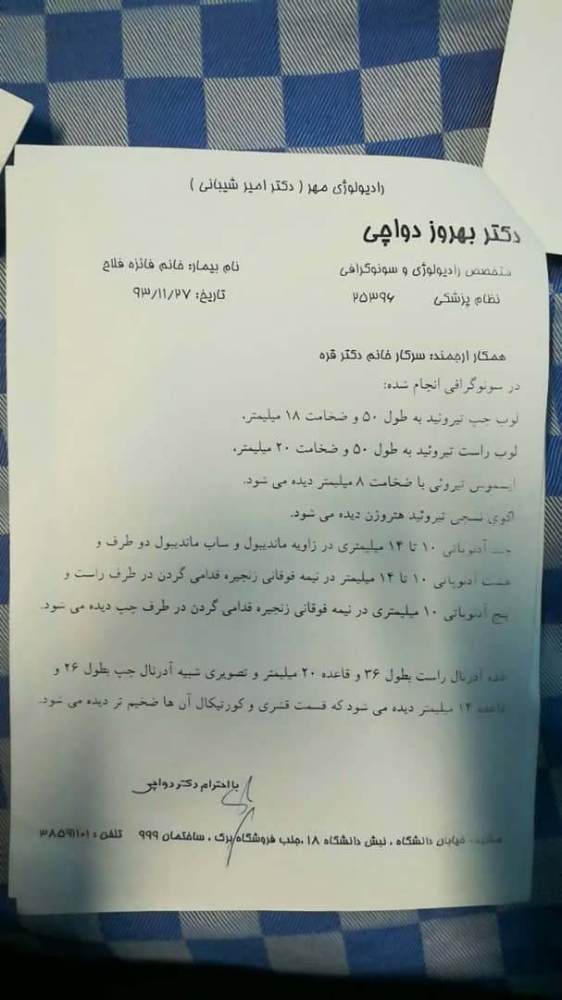 رادیولوژی مهر ( دکتر امیر شیبانی )
دکتر بهروز دواچی
متخصص رادیولوژی و سونوگرافی نام بیمار: خانم فائزه فلاح
نظام پزشکی ۲۵۳۹۶ تاریخ: ۹۳/۱۱/۲۷
همکار ارجمند: سرکار خانم دکتر قره
در سونوگرافی انجام شده:
لوب چپ تیروئید به طول ۵۰ و ضخامت ۱۸ میلیمتر،
لوب راست تیروئید به طول ۵۰ و ضخامت ۲۰ میلیمتر،
ایسموس تیروئی با ضخامت ۸ میلیمتر دیده می شود.
اکوی نسجی تیروئید هتروژن دیده می شود.
چند آدنوپاتی ۱۰ تا ۱۴ میلیمتری در زاویه ماندیبول و ساب ماندیبول دو طرف و
هشت آدنوپاتی ۱۰ تا ۱۴ میلیمتر در نیمه فوقانی زنجیره قدامی گردن در طرف راست و
پنج آدنوپاتی ۱۰ میلیمتری در نیمه فوقانی زنجیره قدامی گردن در طرف چپ دیده می شود.
غده آدرنال راست بطول ۳۶ و قاعده ۲۰ میلیمتر و تصویری شبیه آدرنال چپ بطول ۲۶ و
قاعده ۱۴ میلیمتر دیده می شود که قسمت قشری و کورتیکال آن ها ضخیم تر دیده می شود.
با احترام دکتر دواچی
مشهد- خیابان دانشگاه ، نبش دانشگاه ۱۸ ،جنب فروشگاه برک ، ساختمان ۹۹۹ تلفن : ۳۸۵۹۱۱۰۱